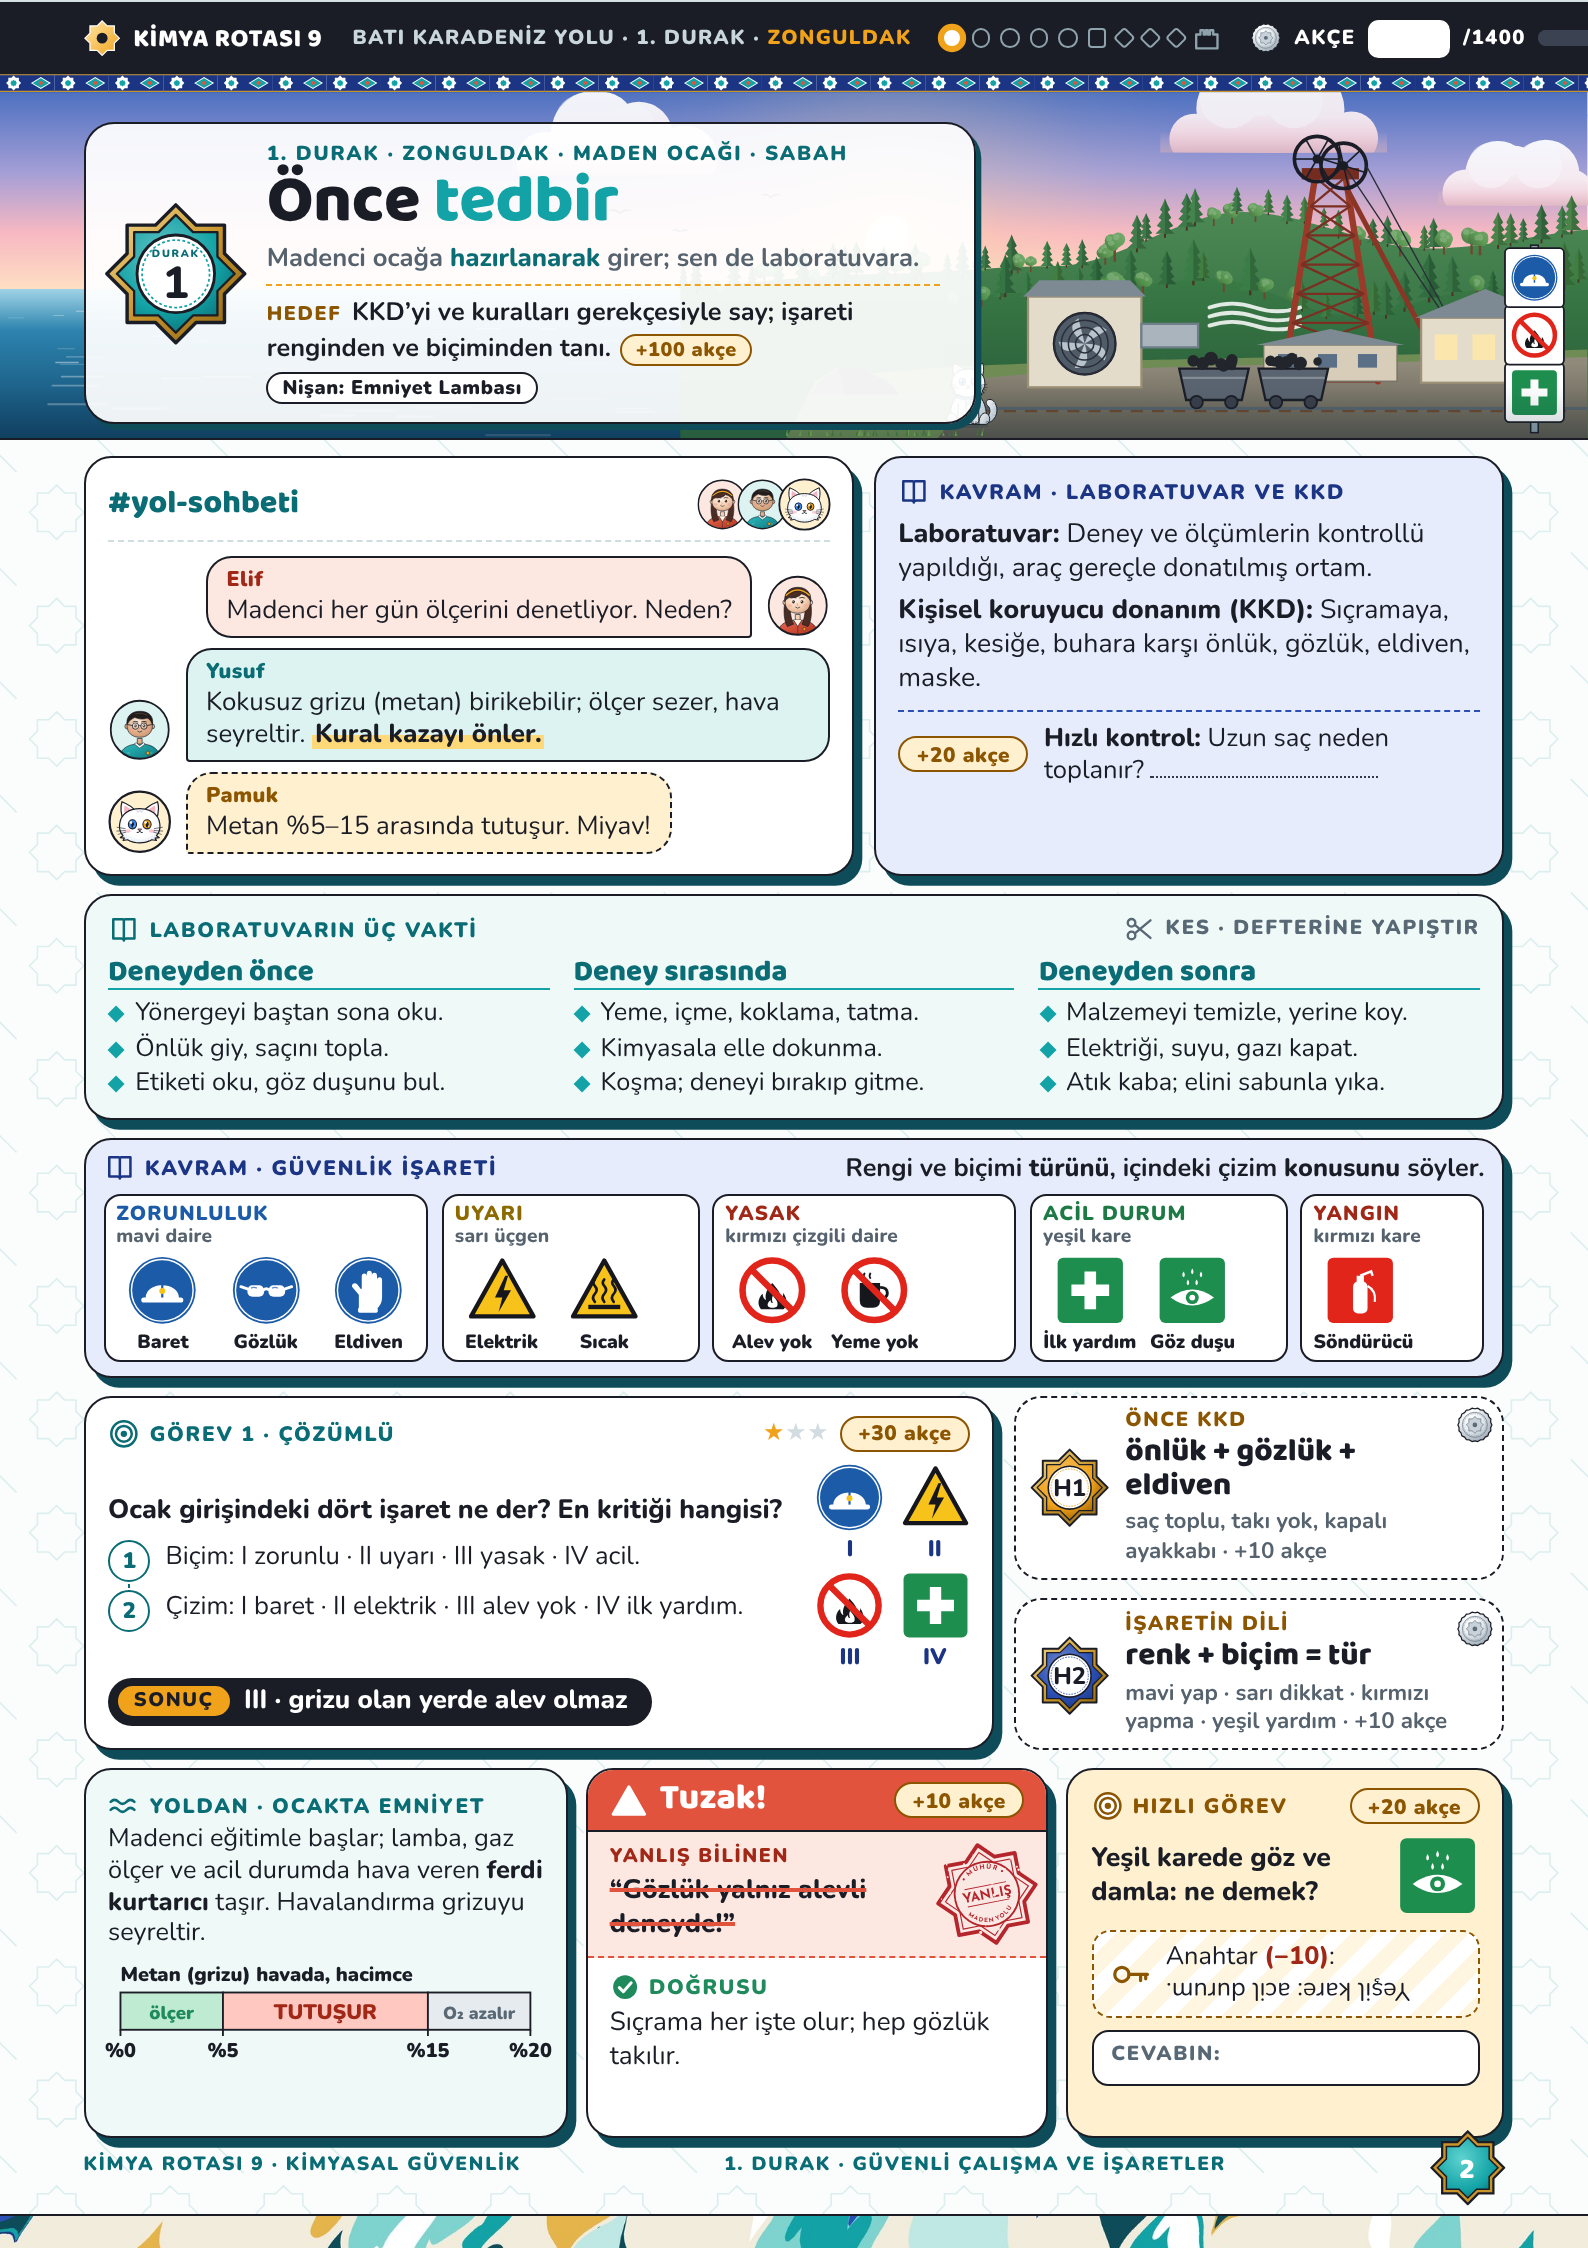 KİMYA ROTASI 9 BATI KARADENİZ YOLU · 1. DURAK · ZONGULDAK AKÇE /1400
1. DURAK · ZONGULDAK · MADEN OCAĞI · SABAH
Önce tedbir
DURAK
1
Madenci ocağa hazırlanarak girer; sen de laboratuvara.
HEDEF KKD'yi ve kuralları gerekçesiyle say; işareti
renginden ve biçiminden tanı. +100 akçe
Nişan: Emniyet Lambası
#yol-sohbeti
Elif
Madenci her gün ölçerini denetliyor. Neden?
Yusuf
Kokusuz grizu (metan) birikebilir; ölçer sezer, hava
seyreltir. Kural kazayı önler.
Pamuk
Metan %5–15 arasında tutuşur. Miyav!
KAVRAM · LABORATUVAR VE KKD
Laboratuvar: Deney ve ölçümlerin kontrollü
yapıldığı, araç gereçle donatılmış ortam.
Kişisel koruyucu donanım (KKD): Sıçramaya,
ısıya, kesiğe, buhara karşı önlük, gözlük, eldiven,
maske.
+20 akçe
Hızlı kontrol: Uzun saç neden
toplanır?
LABORATUVARIN ÜÇ VAKTİ
KES · DEFTERİNE YAPIŞTIR
Deneyden önce
Yönergeyi baştan sona oku.
Önlük giy, saçını topla.
Etiketi oku, göz duşunu bul.
Deney sırasında
Yeme, içme, koklama, tatma.
Kimyasala elle dokunma.
Koşma; deneyi bırakıp gitme.
Deneyden sonra
Malzemeyi temizle, yerine koy.
Elektriği, suyu, gazı kapat.
Atık kaba; elini sabunla yıka.
KAVRAM · GÜVENLİK İŞARETİ
Rengi ve biçimi türünü, içindeki çizim konusunu söyler.
ZORUNLULUK
mavi daire
Baret Gözlük Eldiven
UYARI
sarı üçgen
Elektrik Sıcak
YASAK
kırmızı çizgili daire
Alev yok Yeme yok
ACİL DURUM
yeşil kare
İlk yardım Göz duşu
YANGIN
kırmızı kare
Söndürücü
GÖREV 1 · ÇÖZÜMLÜ
+30 akçe
Ocak girişindeki dört işaret ne der? En kritiği hangisi?
1 Biçim: I zorunlu · II uyarı · III yasak · IV acil.
2 Çizim: I baret · II elektrik · III alev yok · IV ilk yardım.
I II
III IV
SONUÇ III · grizu olan yerde alev olmaz
H1
ÖNCE KKD
önlük + gözlük +
eldiven
saç toplu, takı yok, kapalı
ayakkabı · +10 akçe
H2
İŞARETİN DİLİ
renk + biçim = tür
mavi yap · sarı dikkat · kırmızı
yapma · yeşil yardım · +10 akçe
YOLDAN · OCAKTA EMNİYET
Madenci eğitimle başlar; lamba, gaz
ölçer ve acil durumda hava veren ferdi
kurtarıcı taşır. Havalandırma grizuyu
seyreltir.
Metan (grizu) havada, hacimce
ölçer TUTUŞUR O₂ azalır
%0 %5 %15 %20
Tuzak!
+10 akçe
YANLIŞ BİLİNEN
“Gözlük yalnız alevli
deneyde!”
MÜHÜR
YANLIŞ
MADEN YOLU
DOĞRUSU
Sıçrama her işte olur; hep gözlük
takılır.
HIZLI GÖREV
+20 akçe
Yeşil karede göz ve
damla: ne demek?
Anahtar (–10):
Yeşil kare: acil durum.
CEVABIN:
KİMYA ROTASI 9 · KİMYASAL GÜVENLİK
1. DURAK · GÜVENLİ ÇALIŞMA VE İŞARETLER
2